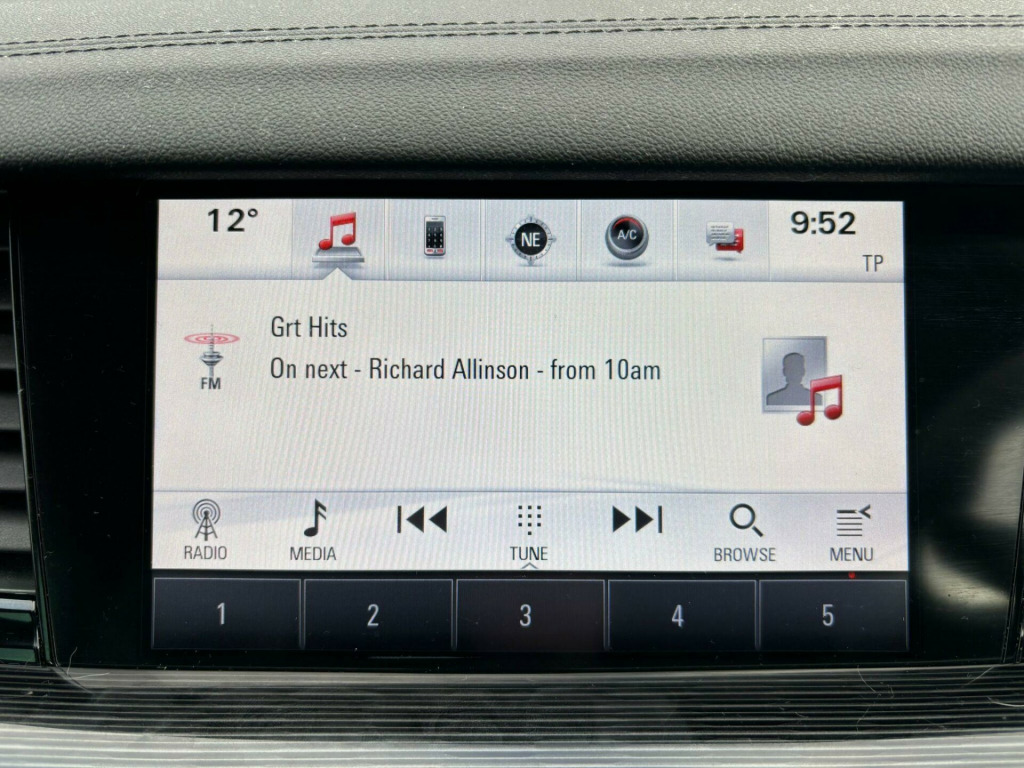 12°
NE
A/C
9:52
TP
Grt Hits
On next - Richard Allinson - from 10am
FM
RADIO
MEDIA
TUNE
BROWSE
MENU
1
2
3
4
5